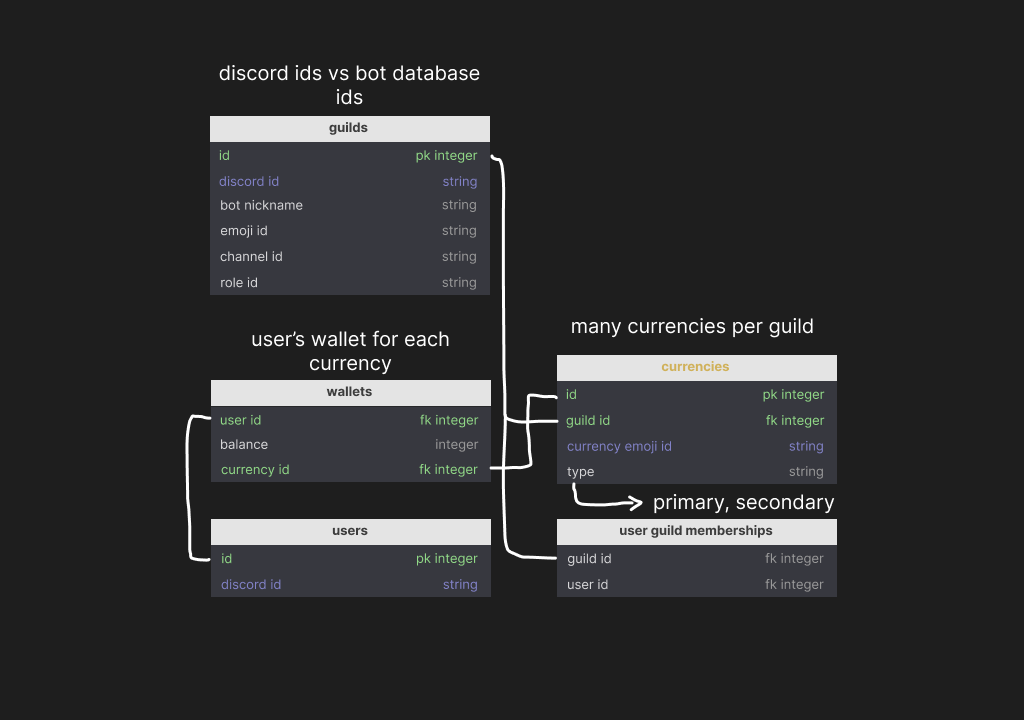 discord ids vs bot database
ids
guilds
id pk integer
discord id string
bot nickname string
emoji id string
channel id string
role id string
user’s wallet for each
currency
wallets
user id fk integer
balance integer
currency id fk integer
users
id pk integer
discord id string
many currencies per guild
currencies
id pk integer
guild id fk integer
currency emoji id string
type string
primary, secondary
user guild memberships
guild id fk integer
user id fk integer